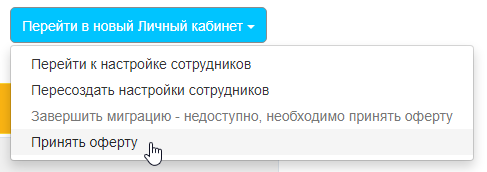 Перейти в новый Личный кабинет
Перейти к настройке сотрудников
Пересоздать настройки сотрудников
Завершить миграцию - недоступно, необходимо принять оферту
Принять оферту